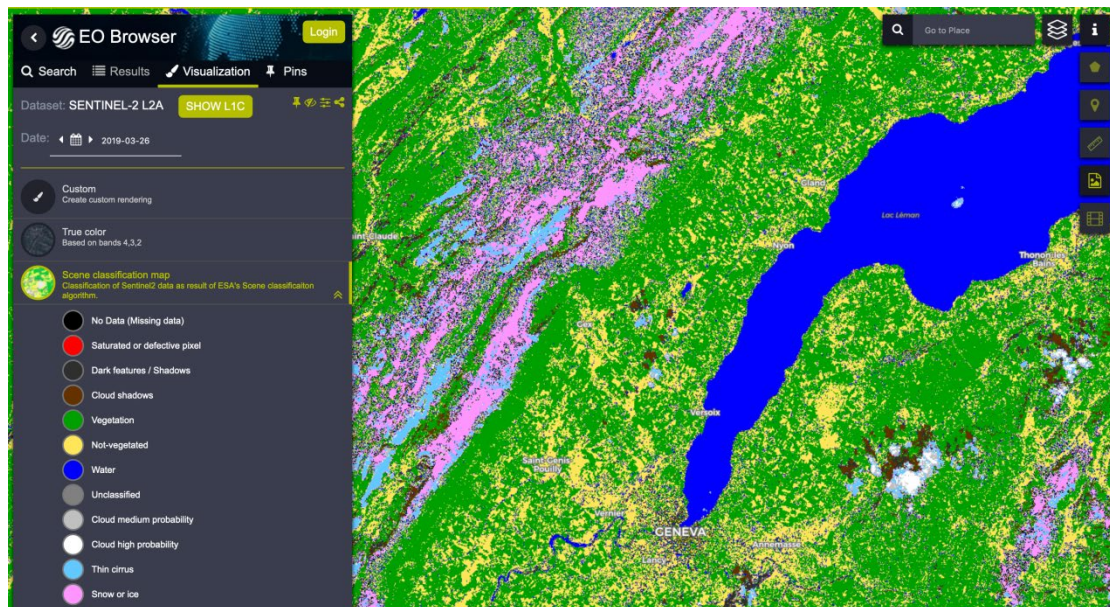 EO Browser
Login
Search Results Visualization Pins
Dataset: SENTINEL-2 L2A SHOW L1C
Date: 2019-03-26
Custom
Create custom rendering
True color
Based on bands 4,3,2
Scene classification map
Classification of Sentinel2 data as result of ESA's Scene classificaiton
algorithm.
No Data (Missing data)
Saturated or defective pixel
Dark features / Shadows
Cloud shadows
Vegetation
Not-vegetated
Water
Unclassified
Cloud medium probability
Cloud high probability
Thin cirrus
Snow or ice
Go to Place
Gland
Lac Léman
Nyon
Thonon-les-
Bains
Gex
Versoix
Saint-Genis-
Pouilly
Vernier
GENEVA
Lancy
Annemasse